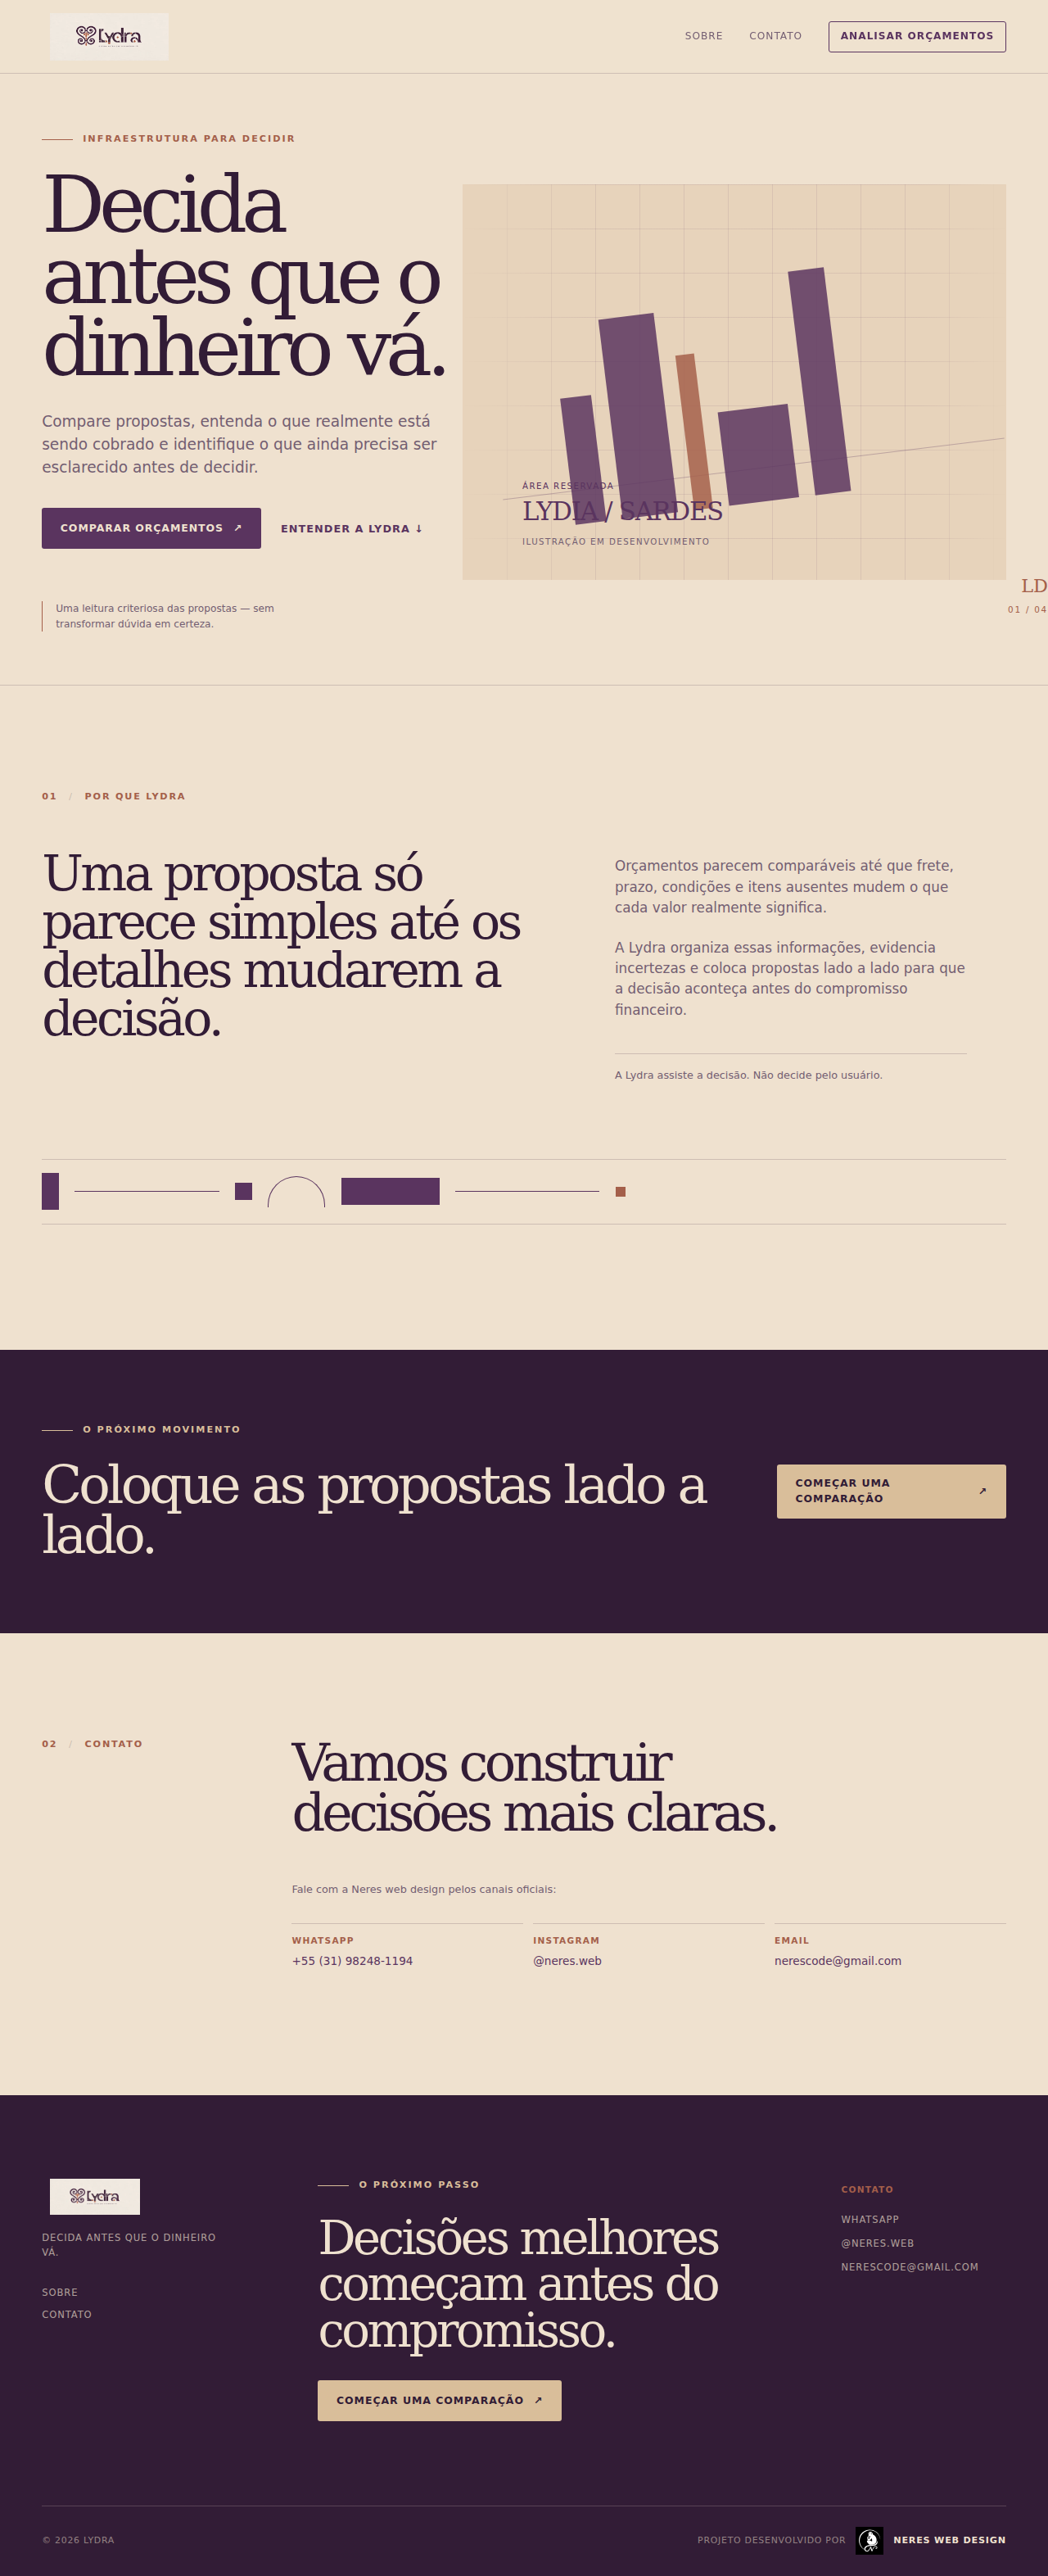 Lydra
SOBRE
CONTATO
ANALISAR ORÇAMENTOS
INFRAESTRUTURA PARA DECIDIR
Decida
antes que o
dinheiro vá.
Compare propostas, entenda o que realmente está
sendo cobrado e identifique o que ainda precisa ser
esclarecido antes de decidir.
COMPARAR ORÇAMENTOS ↗
ENTENDER A LYDRA ↓
Uma leitura criteriosa das propostas — sem
transformar dúvida em certeza.
ÁREA RESERVADA
LYDIA / SARDES
ILUSTRAÇÃO EM DESENVOLVIMENTO
LD
01 / 04
01 / POR QUE LYDRA
Uma proposta só
parece simples até os
detalhes mudarem a
decisão.
Orçamentos parecem comparáveis até que frete,
prazo, condições e itens ausentes mudem o que
cada valor realmente significa.
A Lydra organiza essas informações, evidencia
incertezas e coloca propostas lado a lado para que
a decisão aconteça antes do compromisso
financeiro.
A Lydra assiste a decisão. Não decide pelo usuário.
O PRÓXIMO MOVIMENTO
Coloque as propostas lado a
lado.
COMEÇAR UMA
COMPARAÇÃO ↗
02 / CONTATO
Vamos construir
decisões mais claras.
Fale com a Neres web design pelos canais oficiais:
WHATSAPP
+55 (31) 98248-1194
INSTAGRAM
@neres.web
EMAIL
nerescode@gmail.com
Lydra
DECIDA ANTES QUE O DINHEIRO
VÁ.
SOBRE
CONTATO
O PRÓXIMO PASSO
Decisões melhores
começam antes do
compromisso.
COMEÇAR UMA COMPARAÇÃO ↗
CONTATO
WHATSAPP
@NERES.WEB
NERESCODE@GMAIL.COM
© 2026 LYDRA
PROJETO DESENVOLVIDO POR
NERES WEB DESIGN